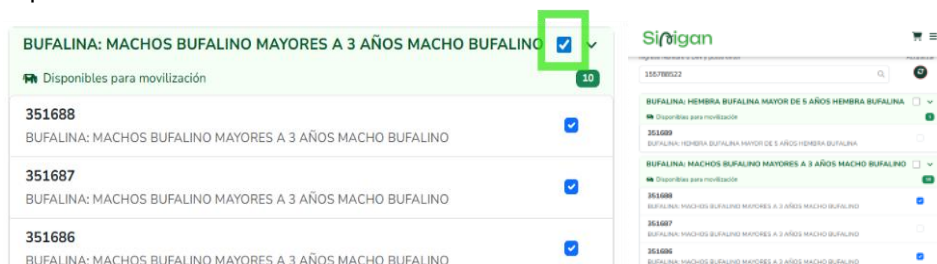 BUFALINA: MACHOS BUFALINO MAYORES A 3 AÑOS MACHO BUFALINO
Disponibles para movilización
10
351688
BUFALINA: MACHOS BUFALINO MAYORES A 3 AÑOS MACHO BUFALINO
351687
BUFALINA: MACHOS BUFALINO MAYORES A 3 AÑOS MACHO BUFALINO
351686
BUFALINA: MACHOS BUFALINO MAYORES A 3 AÑOS MACHO BUFALINO
Sinigan
155788522
BUFALINA: HEMBRA BUFALINA MAYOR DE 5 AÑOS HEMBRA BUFALINA
Disponibles para movilización
351689
BUFALINA: HEMBRA BUFALINA MAYOR DE 5 AÑOS HEMBRA BUFALINA
BUFALINA: MACHOS BUFALINO MAYORES A 3 AÑOS MACHO BUFALINO
Disponibles para movilización
10
351688
BUFALINA: MACHOS BUFALINO MAYORES A 3 AÑOS MACHO BUFALINO
351687
BUFALINA: MACHOS BUFALINO MAYORES A 3 AÑOS MACHO BUFALINO
351686
BUFALINA: MACHOS BUFALINO MAYORES A 3 AÑOS MACHO BUFALINO